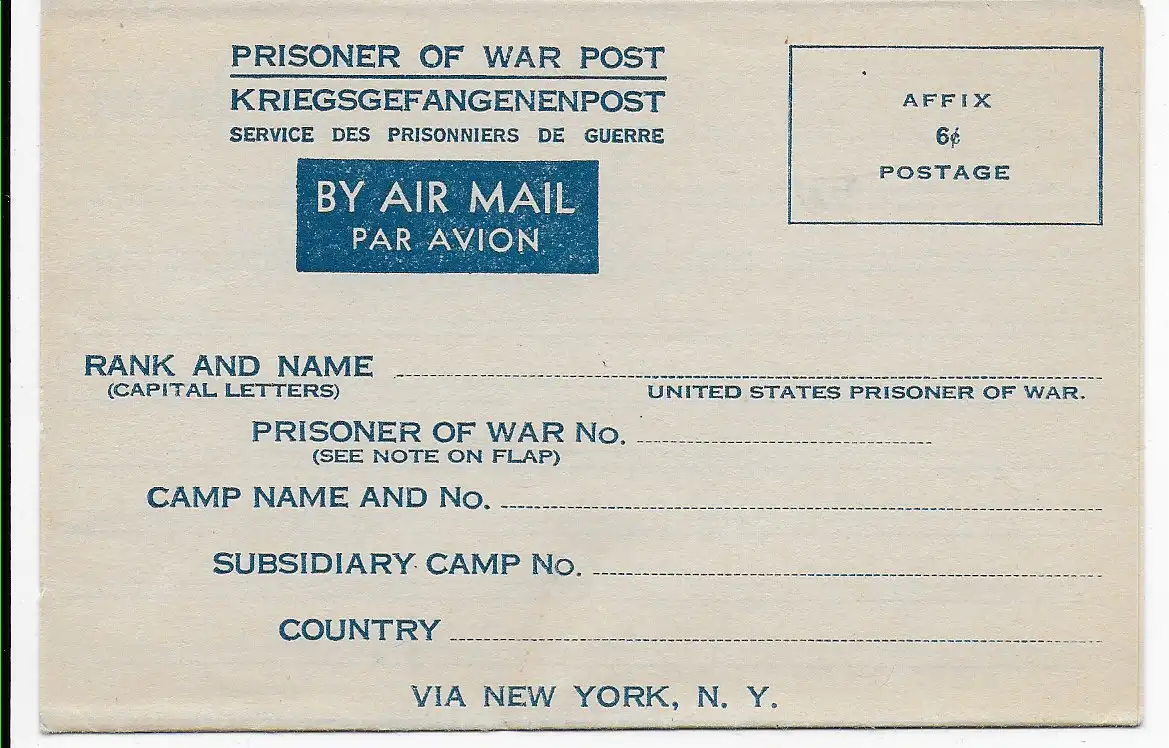 PRISONER OF WAR POST
KRIEGSGEFANGENENPOST
SERVICE DES PRISONNIERS DE GUERRE
BY AIR MAIL
PAR AVION
AFFIX
6¢
POSTAGE
RANK AND NAME
(CAPITAL LETTERS)
UNITED STATES PRISONER OF WAR.
PRISONER OF WAR No.
(SEE NOTE ON FLAP)
CAMP NAME AND No.
SUBSIDIARY CAMP No.
COUNTRY
VIA NEW YORK, N. Y.